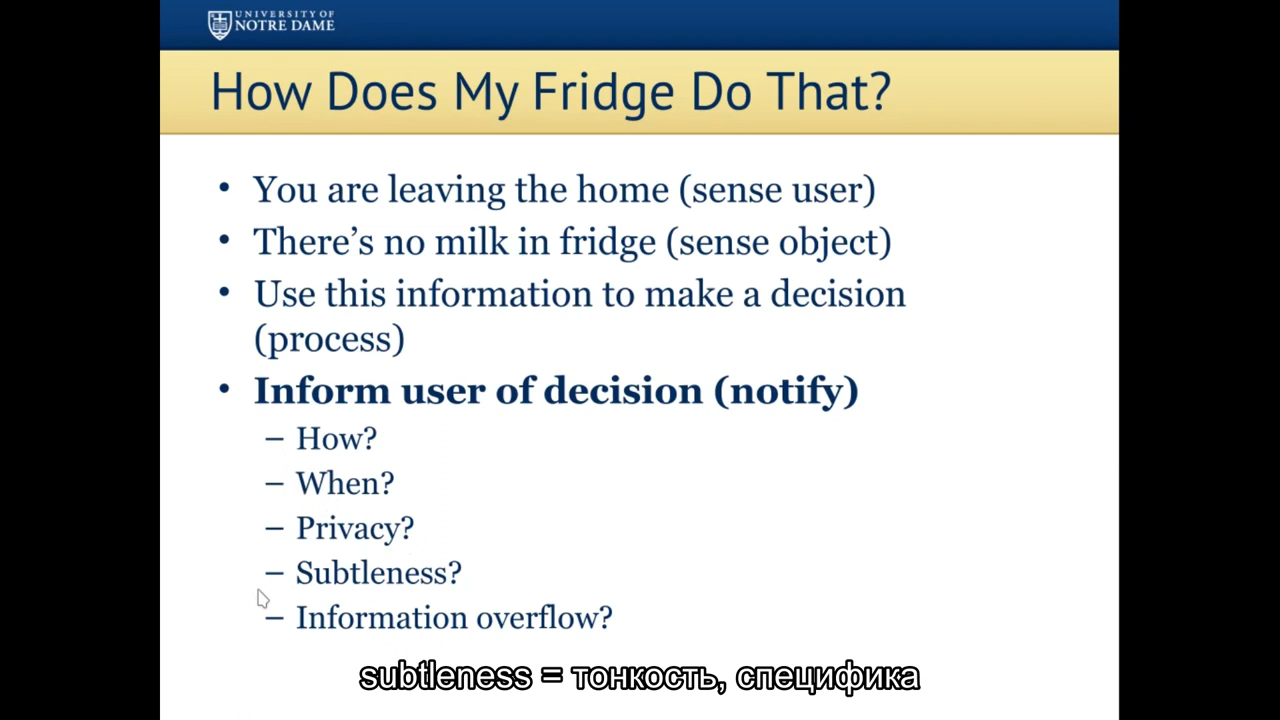 UNIVERSITY OF
NOTRE DAME
How Does My Fridge Do That?
• You are leaving the home (sense user)
• There’s no milk in fridge (sense object)
• Use this information to make a decision
(process)
• Inform user of decision (notify)
– How?
– When?
– Privacy?
– Subtleness?
– Information overflow?
subtleness = тонкость, специфика